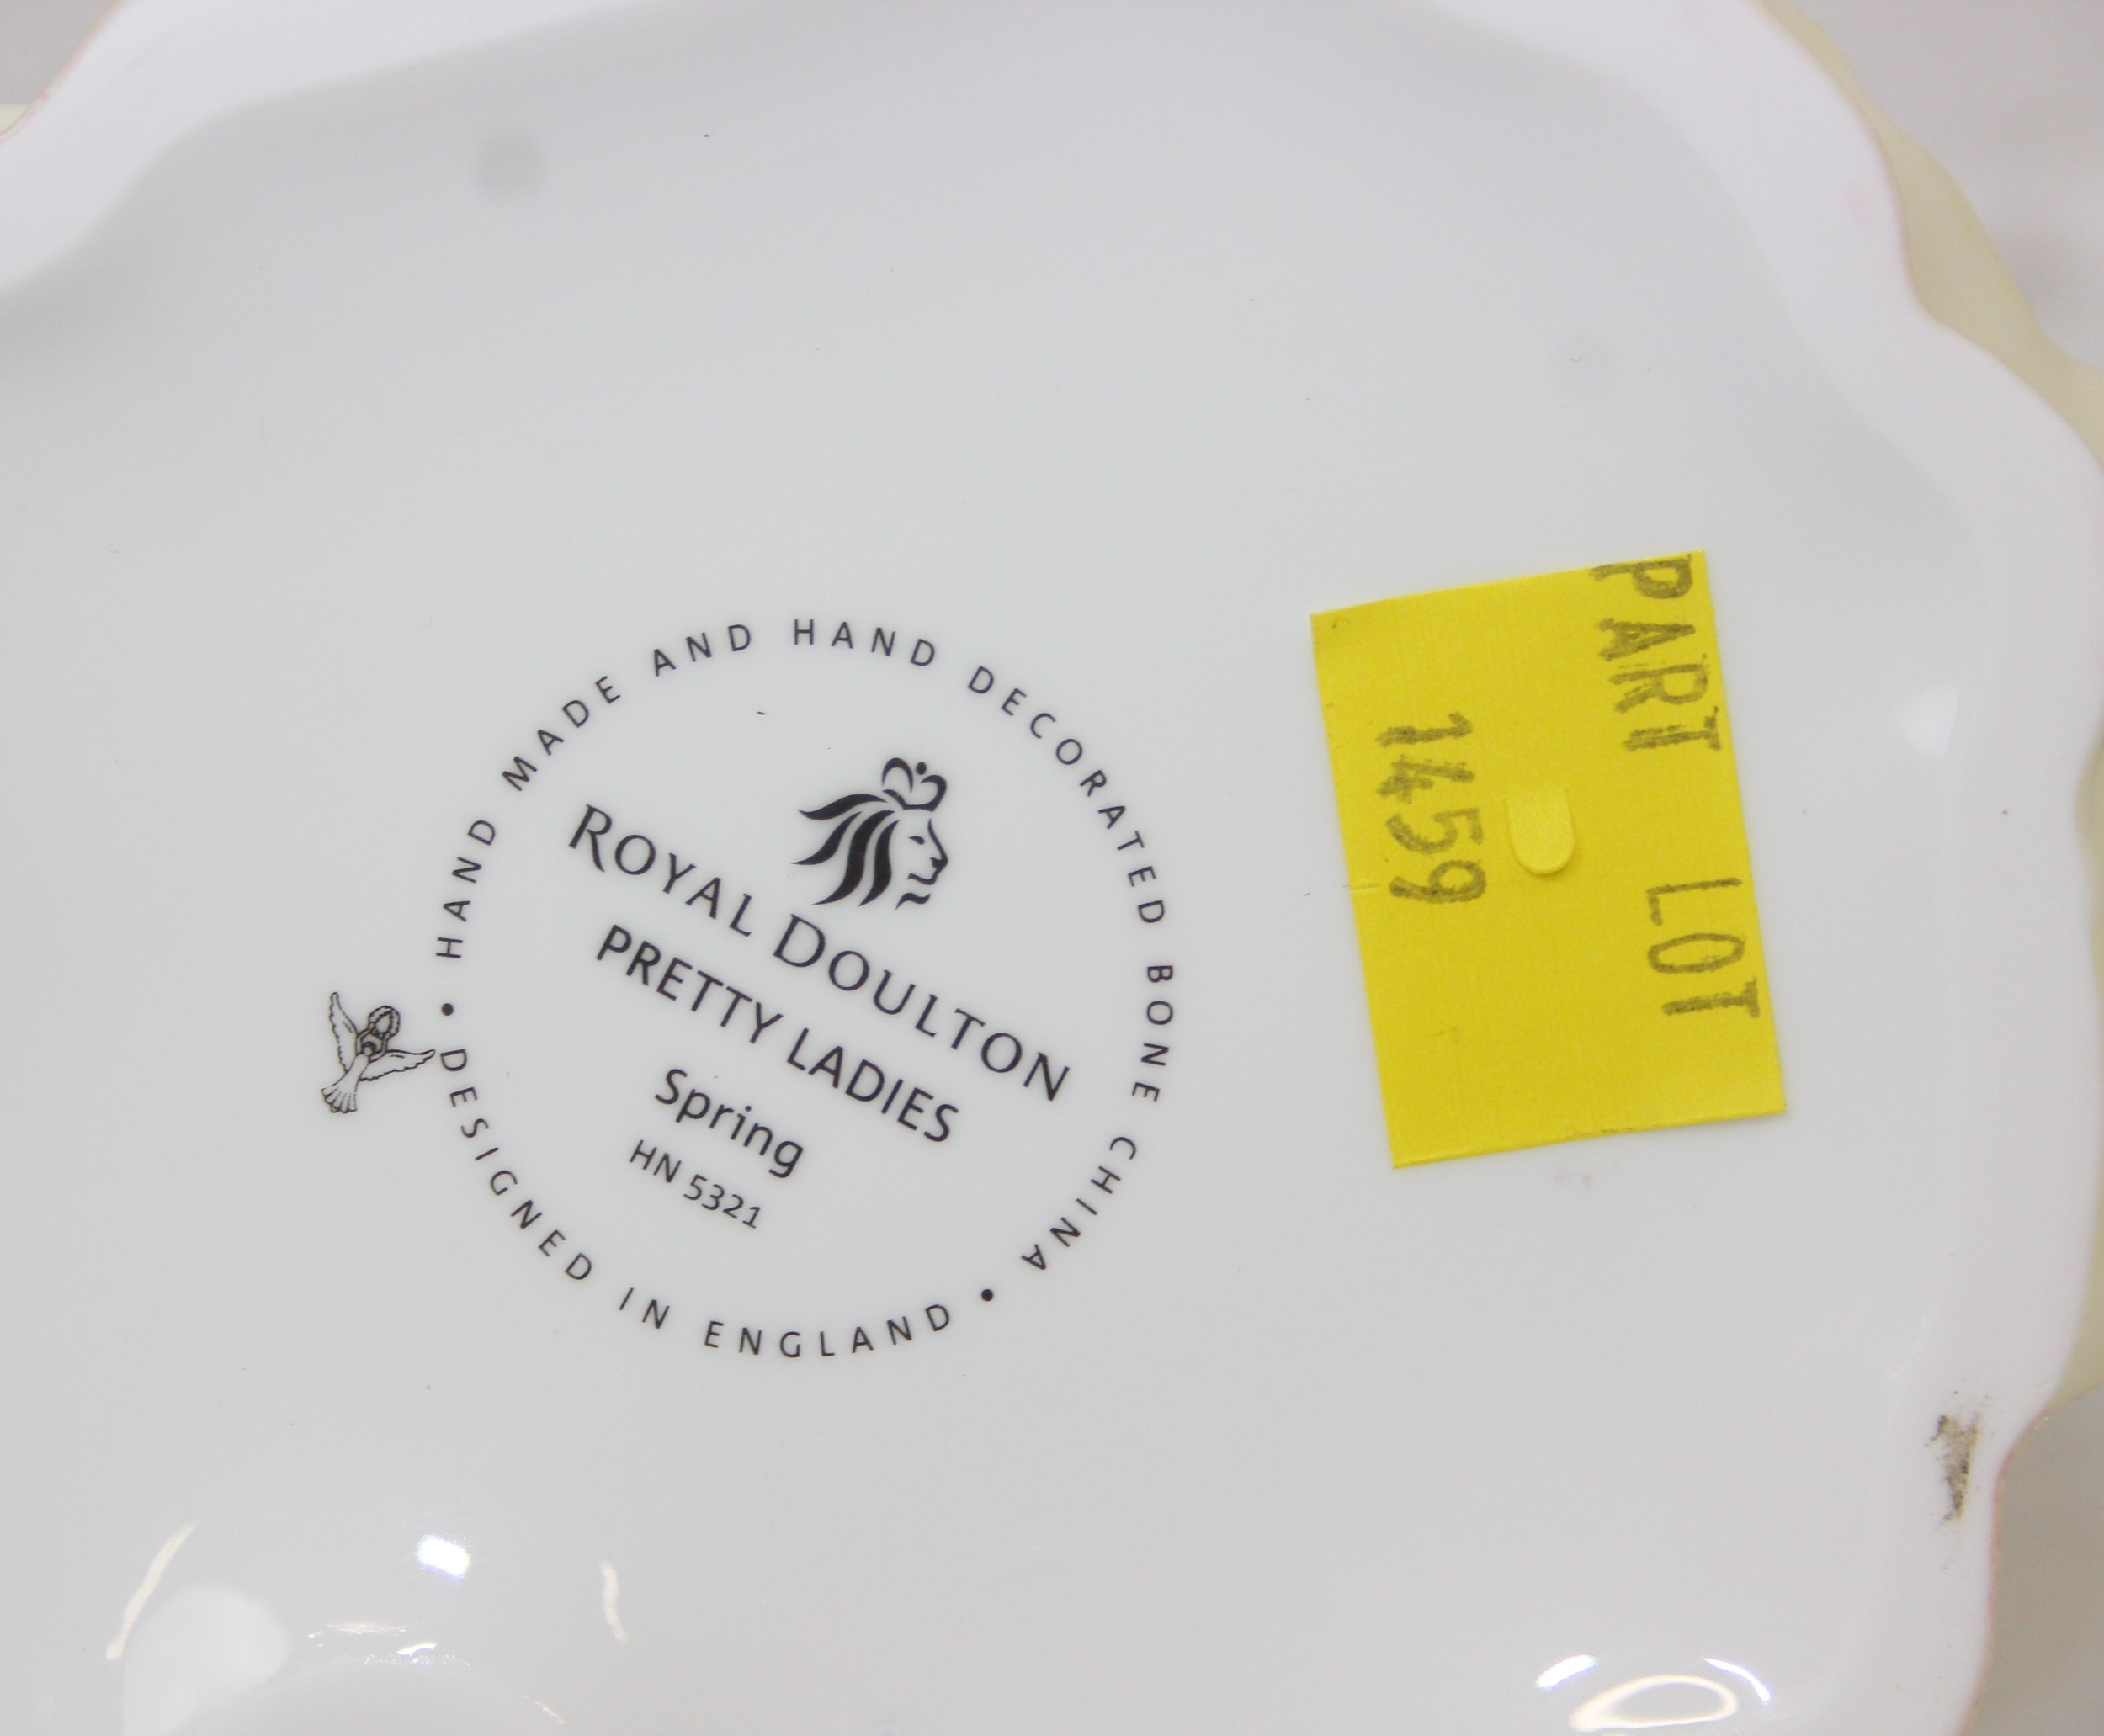 HAND MADE AND HAND DECORATED BONE CHINA •
ROYAL DOULTON
PRETTY LADIES
Spring
HN 5321
DESIGNED IN ENGLAND •
PART LOT
1459